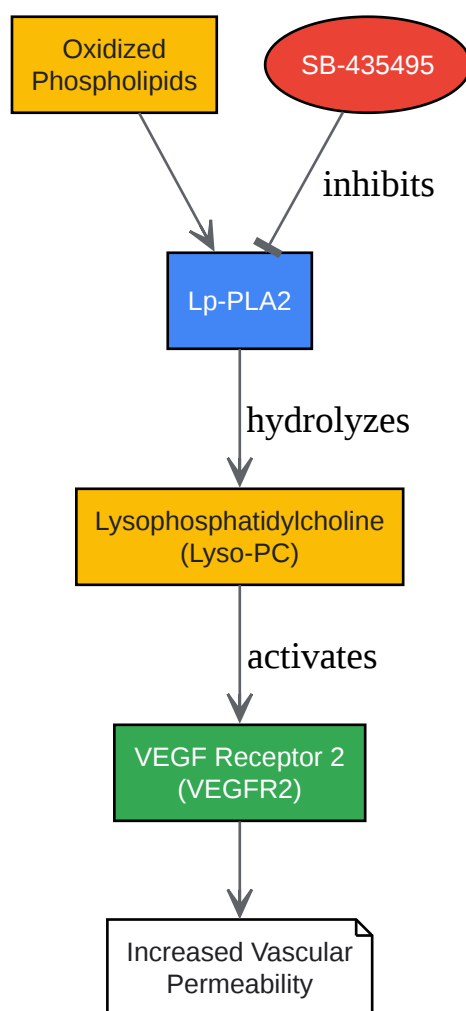 Oxidized
Phospholipids
SB-435495
inhibits
Lp-PLA2
hydrolyzes
Lysophosphatidylcholine
(Lyso-PC)
activates
VEGF Receptor 2
(VEGFR2)
Increased Vascular
Permeability